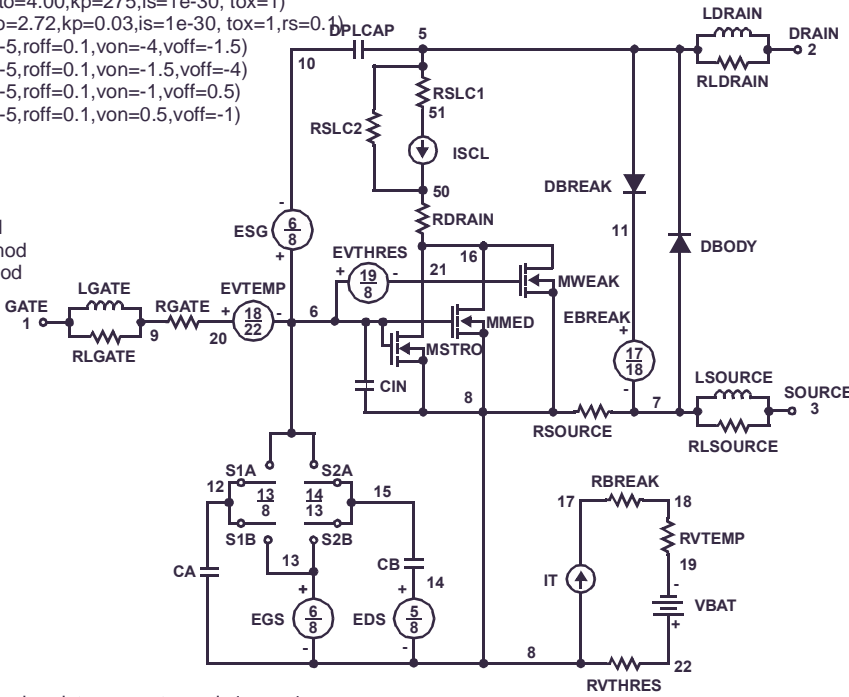 to=4.00,kp=275,is=1e-30, tox=1)
o=2.72,kp=0.03,is=1e-30, tox=1,rs=0.1)
-5,roff=0.1,von=-4,voff=-1.5)
-5,roff=0.1,von=-1.5,voff=-4)
-5,roff=0.1,von=-1,voff=0.5)
-5,roff=0.1,von=0.5,voff=-1)
DPLCAP
5
LDRAIN
DRAIN
2
RLDRAIN
10
RSLC1
51
RSLC2
ISCL
50
RDRAIN
DBREAK
11
DBODY
-
ESG
6
8
+
EVTHRES
+
19
8
-
21
16
MWEAK
od
od
LGATE
GATE
1
RLGATE
9
RGATE
20
EVTEMP
+
18
22
-
6
MMED
MSTRO
EBREAK
+
17
18
-
CIN
8
RSOURCE
7
LSOURCE
SOURCE
3
RLSOURCE
S1A
S2A
12
13
8
14
13
15
S1B
S2B
13
CA
CB
14
+
EGS
6
8
-
+
EDS
5
8
-
8
RBREAK
17
18
RVTEMP
19
IT
-
VBAT
+
22
RVTHRES